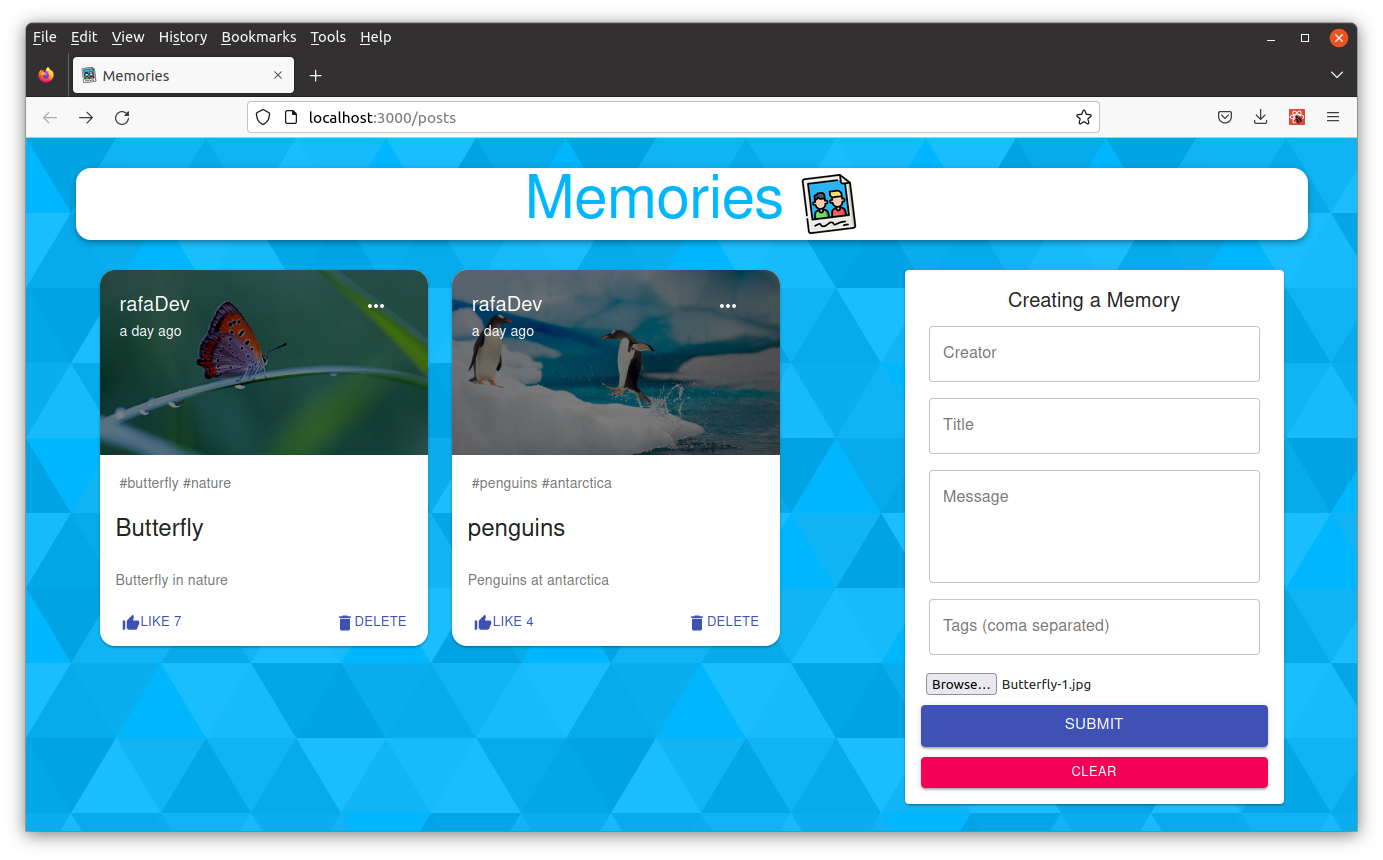 File Edit View History Bookmarks Tools Help
Memories
localhost:3000/posts
Memories
rafaDev
a day ago
#butterfly #nature
Butterfly
Butterfly in nature
LIKE 7 DELETE
rafaDev
a day ago
#penguins #antarctica
penguins
Penguins at antarctica
LIKE 4 DELETE
Creating a Memory
Creator
Title
Message
Tags (coma separated)
Browse... Butterfly-1.jpg
SUBMIT
CLEAR